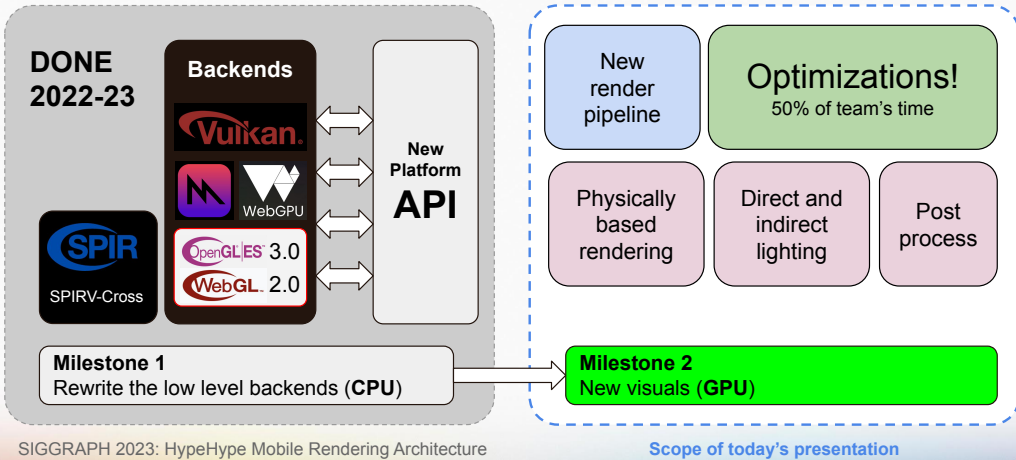 DONE
2022-23
Backends
Vulkan®
WebGPU
OpenGL|ES™ 3.0
WebGL™ 2.0
SPIR
SPIRV-Cross
New
Platform
API
Milestone 1
Rewrite the low level backends (CPU)
SIGGRAPH 2023: HypeHype Mobile Rendering Architecture
New
render
pipeline
Optimizations!
50% of team's time
Physically
based
rendering
Direct and
indirect
lighting
Post
process
Milestone 2
New visuals (GPU)
Scope of today's presentation